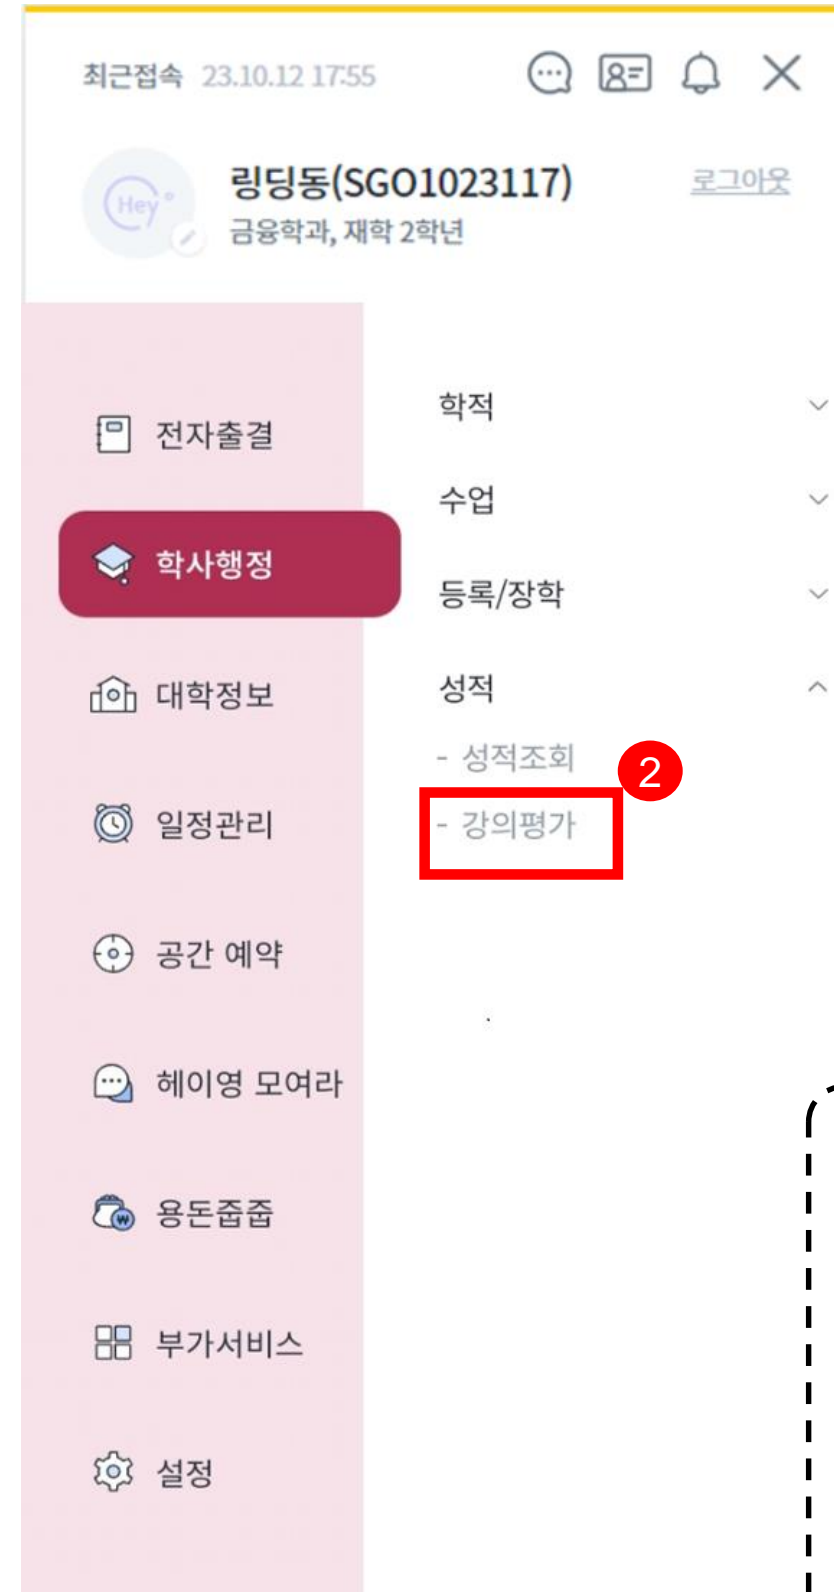 최근접속 23.10.12 17:55
Hey
링딩동(SGO1023117)
로그아웃
금융학과, 재학 2학년
전자출결
학사행정
대학정보
일정관리
공간 예약
헤이영 모여라
용돈줍줍
부가서비스
설정
학적
수업
등록/장학
성적
- 성적조회
2
- 강의평가